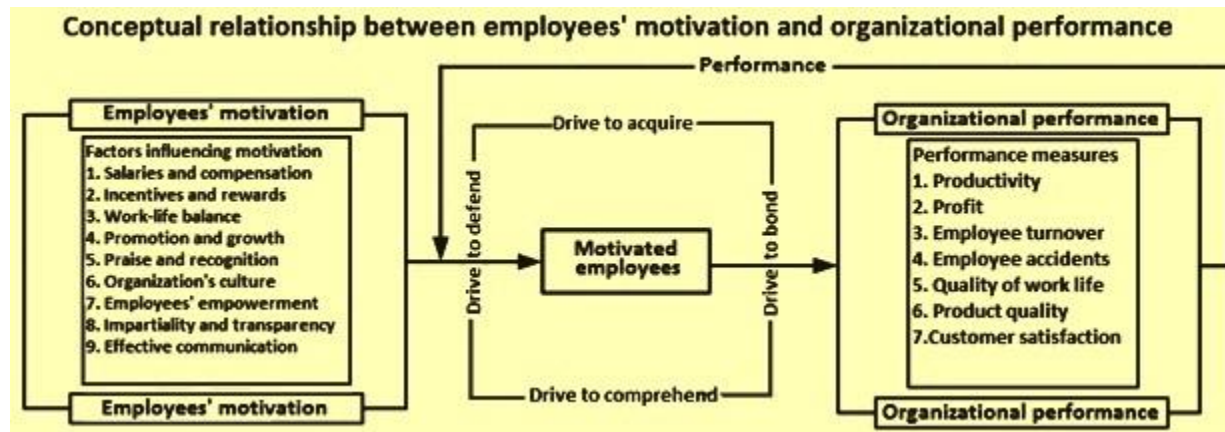 Conceptual relationship between employees' motivation and organizational performance
Performance
Employees' motivation
Factors influencing motivation
1. Salaries and compensation
2. Incentives and rewards
3. Work-life balance
4. Promotion and growth
5. Praise and recognition
6. Organization's culture
7. Employees' empowerment
8. Impartiality and transparency
9. Effective communication
Employees' motivation
Drive to acquire
Drive to defend
Motivated
employees
Drive to bond
Drive to comprehend
Organizational performance
Performance measures
1. Productivity
2. Profit
3. Employee turnover
4. Employee accidents
5. Quality of work life
6. Product quality
7.Customer satisfaction
Organizational performance